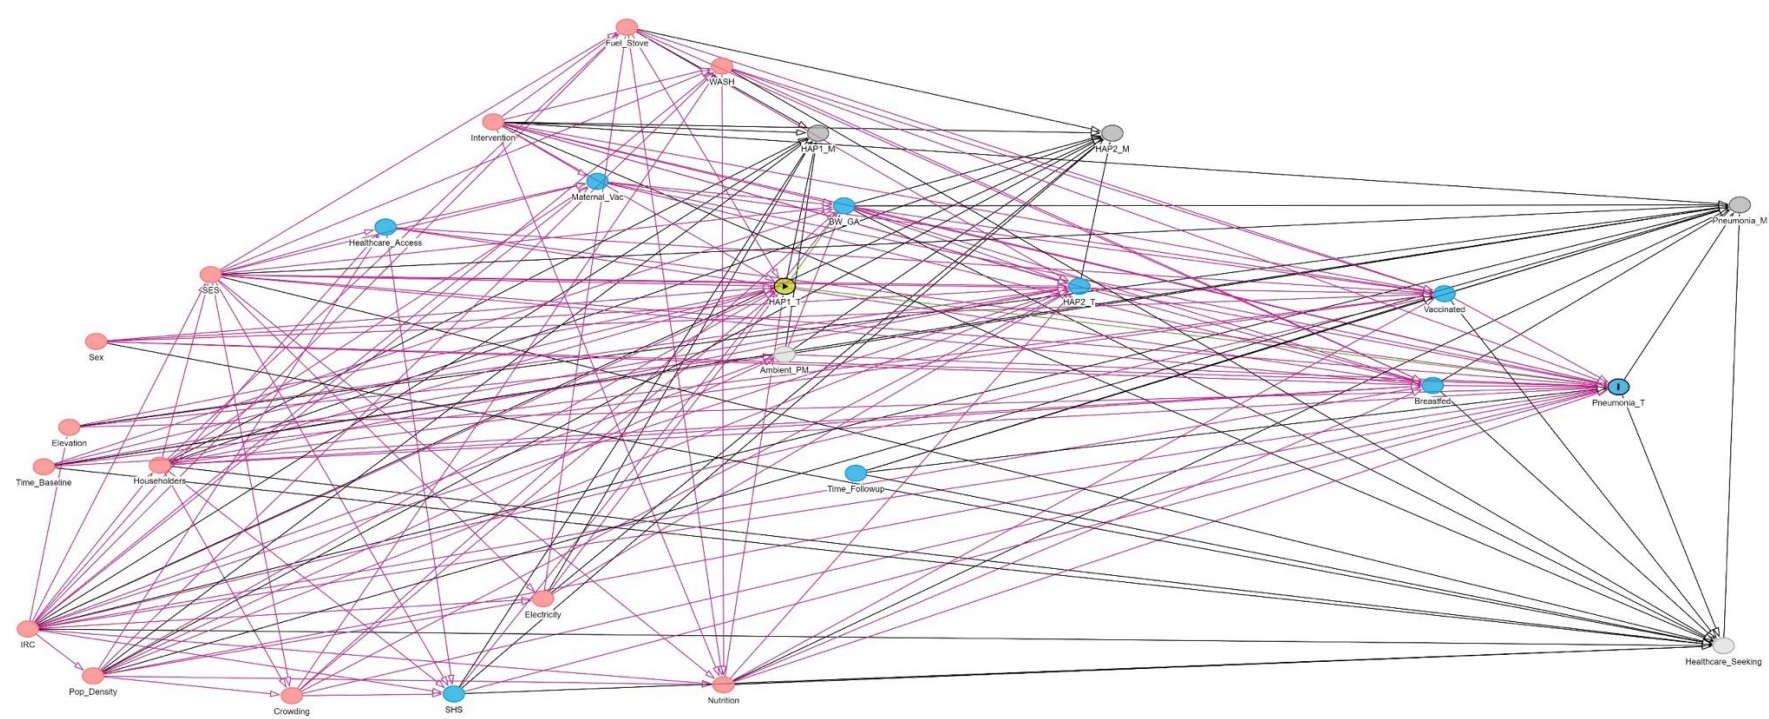 Fuel_Stove
WASH
Intervention
HAP1_M
HAP2_M
Maternal_Vac
BW_GA
Pneumonia_M
Healthcare_Access
SES
HAP1_T
HAP2_T
Vaccinated
Sex
Ambient_PM
Breastfed
Pneumonia_T
Elevation
Time_Baseline
Householders
Time_Followup
Electricity
IRC
Healthcare_Seeking
Pop_Density
Crowding
SHS
Nutrition